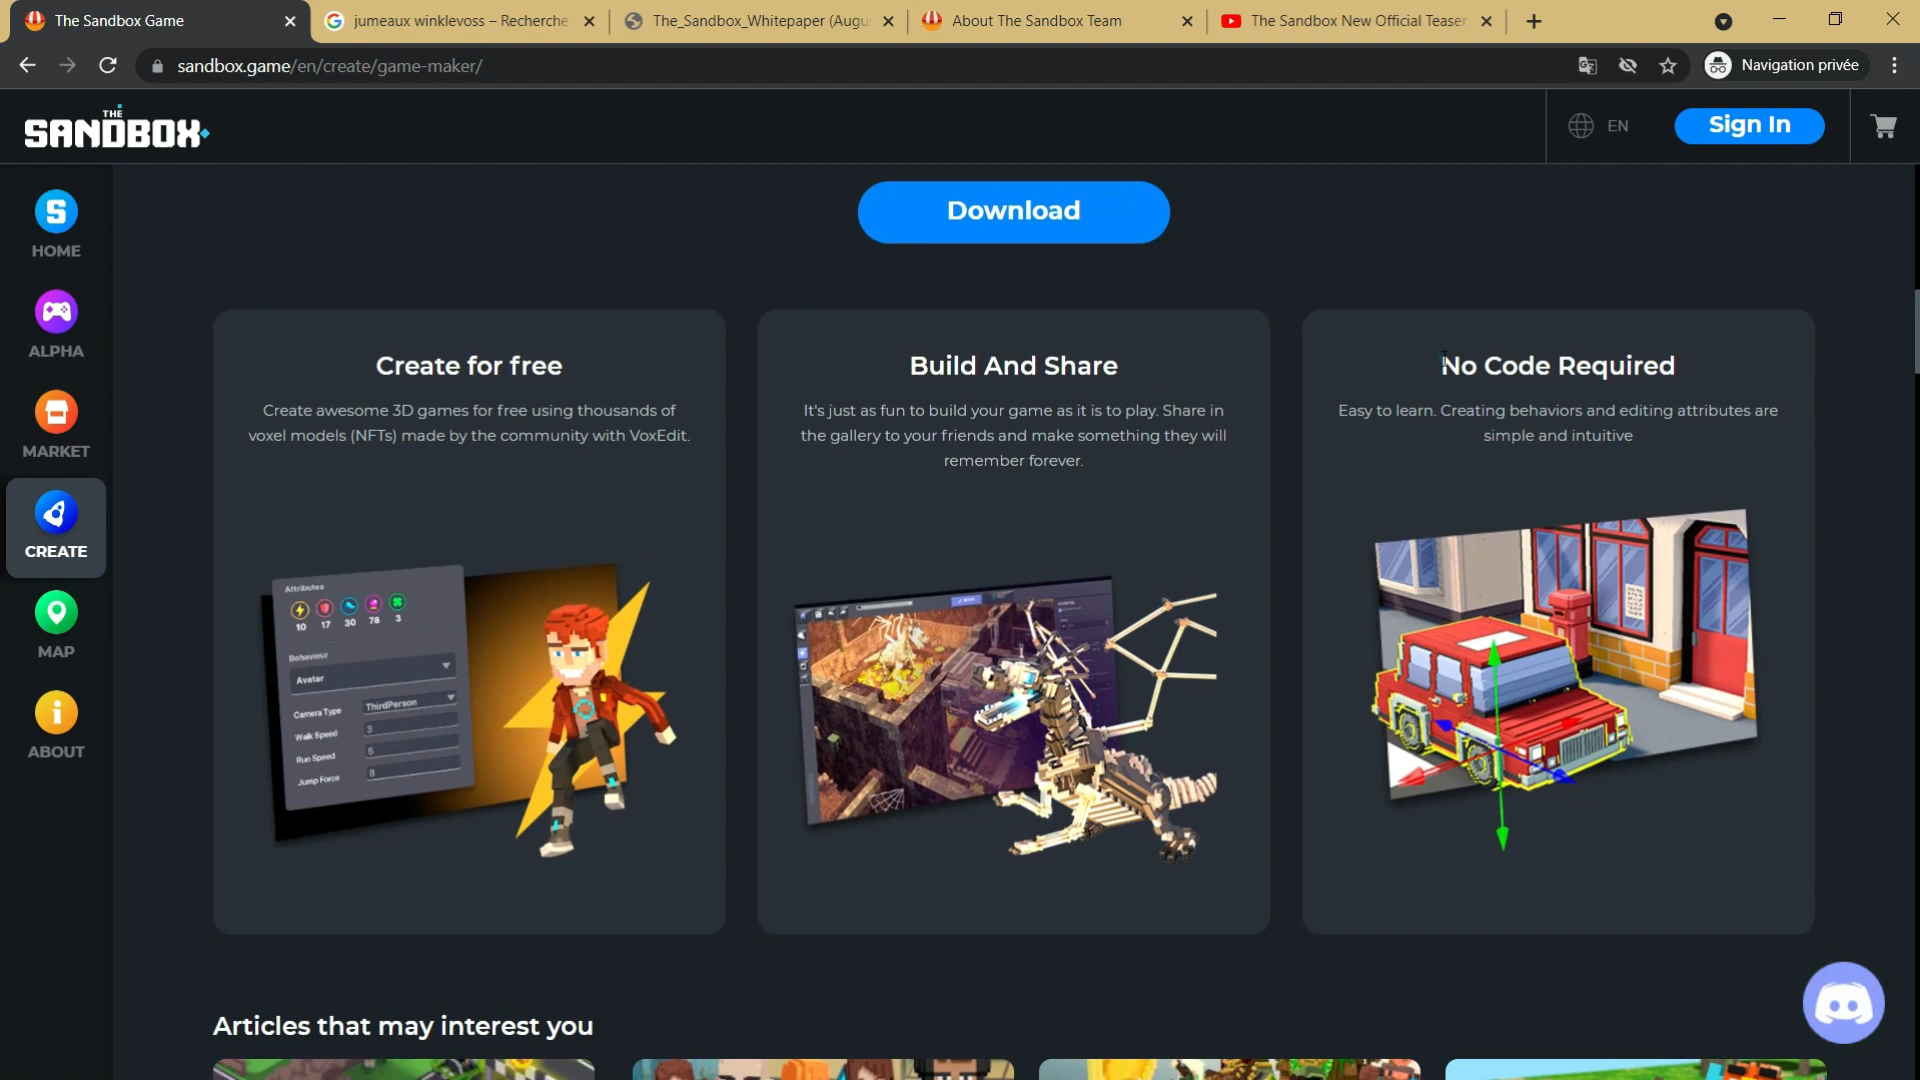 The Sandbox Game
jumeaux winklevoss – Recherche
The_Sandbox_Whitepaper (Augu
About The Sandbox Team
The Sandbox New Official Teaser
sandbox.game/en/create/game-maker/
Navigation privée
THE
SANDBOX
EN
Sign In
HOME
ALPHA
MARKET
CREATE
MAP
ABOUT
Download
Create for free
Create awesome 3D games for free using thousands of
voxel models (NFTs) made by the community with VoxEdit.
Attributes
10 17 30 78 3
Behaviour
Avatar
Camera Type ThirdPerson
Walk Speed 3
Run Speed 5
Jump Force 8
Build And Share
It's just as fun to build your game as it is to play. Share in
the gallery to your friends and make something they will
remember forever.
No Code Required
Easy to learn. Creating behaviors and editing attributes are
simple and intuitive
Articles that may interest you